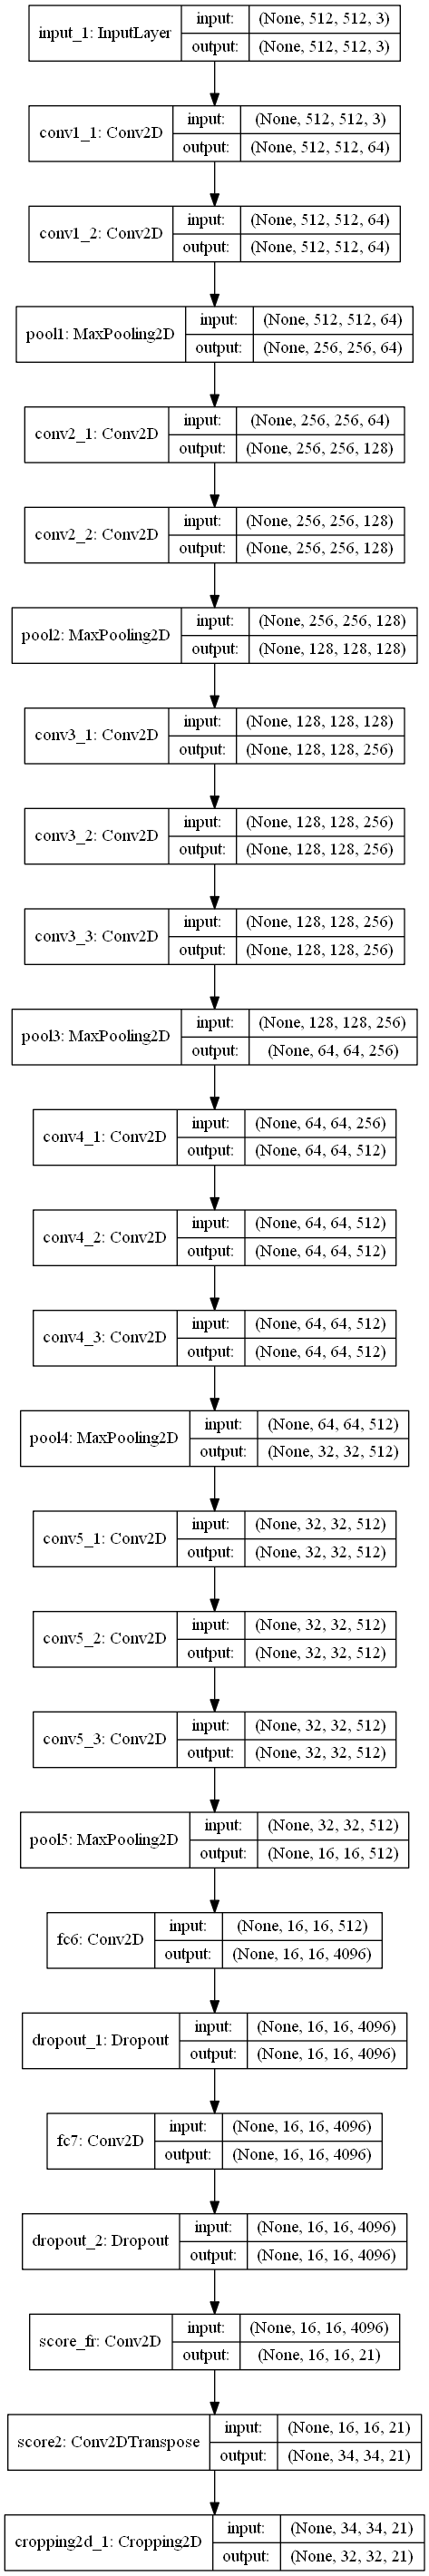 input_1: InputLayer
input: (None, 512, 512, 3)
output: (None, 512, 512, 3)
conv1_1: Conv2D
input: (None, 512, 512, 3)
output: (None, 512, 512, 64)
conv1_2: Conv2D
input: (None, 512, 512, 64)
output: (None, 512, 512, 64)
pool1: MaxPooling2D
input: (None, 512, 512, 64)
output: (None, 256, 256, 64)
conv2_1: Conv2D
input: (None, 256, 256, 64)
output: (None, 256, 256, 128)
conv2_2: Conv2D
input: (None, 256, 256, 128)
output: (None, 256, 256, 128)
pool2: MaxPooling2D
input: (None, 256, 256, 128)
output: (None, 128, 128, 128)
conv3_1: Conv2D
input: (None, 128, 128, 128)
output: (None, 128, 128, 256)
conv3_2: Conv2D
input: (None, 128, 128, 256)
output: (None, 128, 128, 256)
conv3_3: Conv2D
input: (None, 128, 128, 256)
output: (None, 128, 128, 256)
pool3: MaxPooling2D
input: (None, 128, 128, 256)
output: (None, 64, 64, 256)
conv4_1: Conv2D
input: (None, 64, 64, 256)
output: (None, 64, 64, 512)
conv4_2: Conv2D
input: (None, 64, 64, 512)
output: (None, 64, 64, 512)
conv4_3: Conv2D
input: (None, 64, 64, 512)
output: (None, 64, 64, 512)
pool4: MaxPooling2D
input: (None, 64, 64, 512)
output: (None, 32, 32, 512)
conv5_1: Conv2D
input: (None, 32, 32, 512)
output: (None, 32, 32, 512)
conv5_2: Conv2D
input: (None, 32, 32, 512)
output: (None, 32, 32, 512)
conv5_3: Conv2D
input: (None, 32, 32, 512)
output: (None, 32, 32, 512)
pool5: MaxPooling2D
input: (None, 32, 32, 512)
output: (None, 16, 16, 512)
fc6: Conv2D
input: (None, 16, 16, 512)
output: (None, 16, 16, 4096)
dropout_1: Dropout
input: (None, 16, 16, 4096)
output: (None, 16, 16, 4096)
fc7: Conv2D
input: (None, 16, 16, 4096)
output: (None, 16, 16, 4096)
dropout_2: Dropout
input: (None, 16, 16, 4096)
output: (None, 16, 16, 4096)
score_fr: Conv2D
input: (None, 16, 16, 4096)
output: (None, 16, 16, 21)
score2: Conv2DTranspose
input: (None, 16, 16, 21)
output: (None, 34, 34, 21)
cropping2d_1: Cropping2D
input: (None, 34, 34, 21)
output: (None, 32, 32, 21)